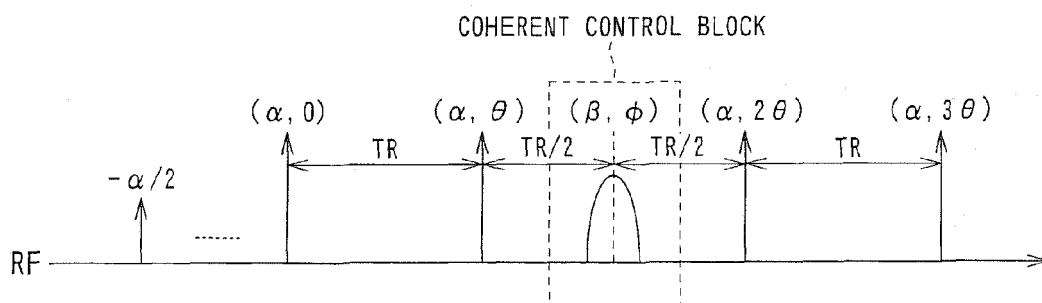 COHERENT CONTROL BLOCK
(α, 0) (α, θ) (β, φ) (α, 2θ) (α, 3θ)
TR TR/2 TR/2 TR
-α/2
RF